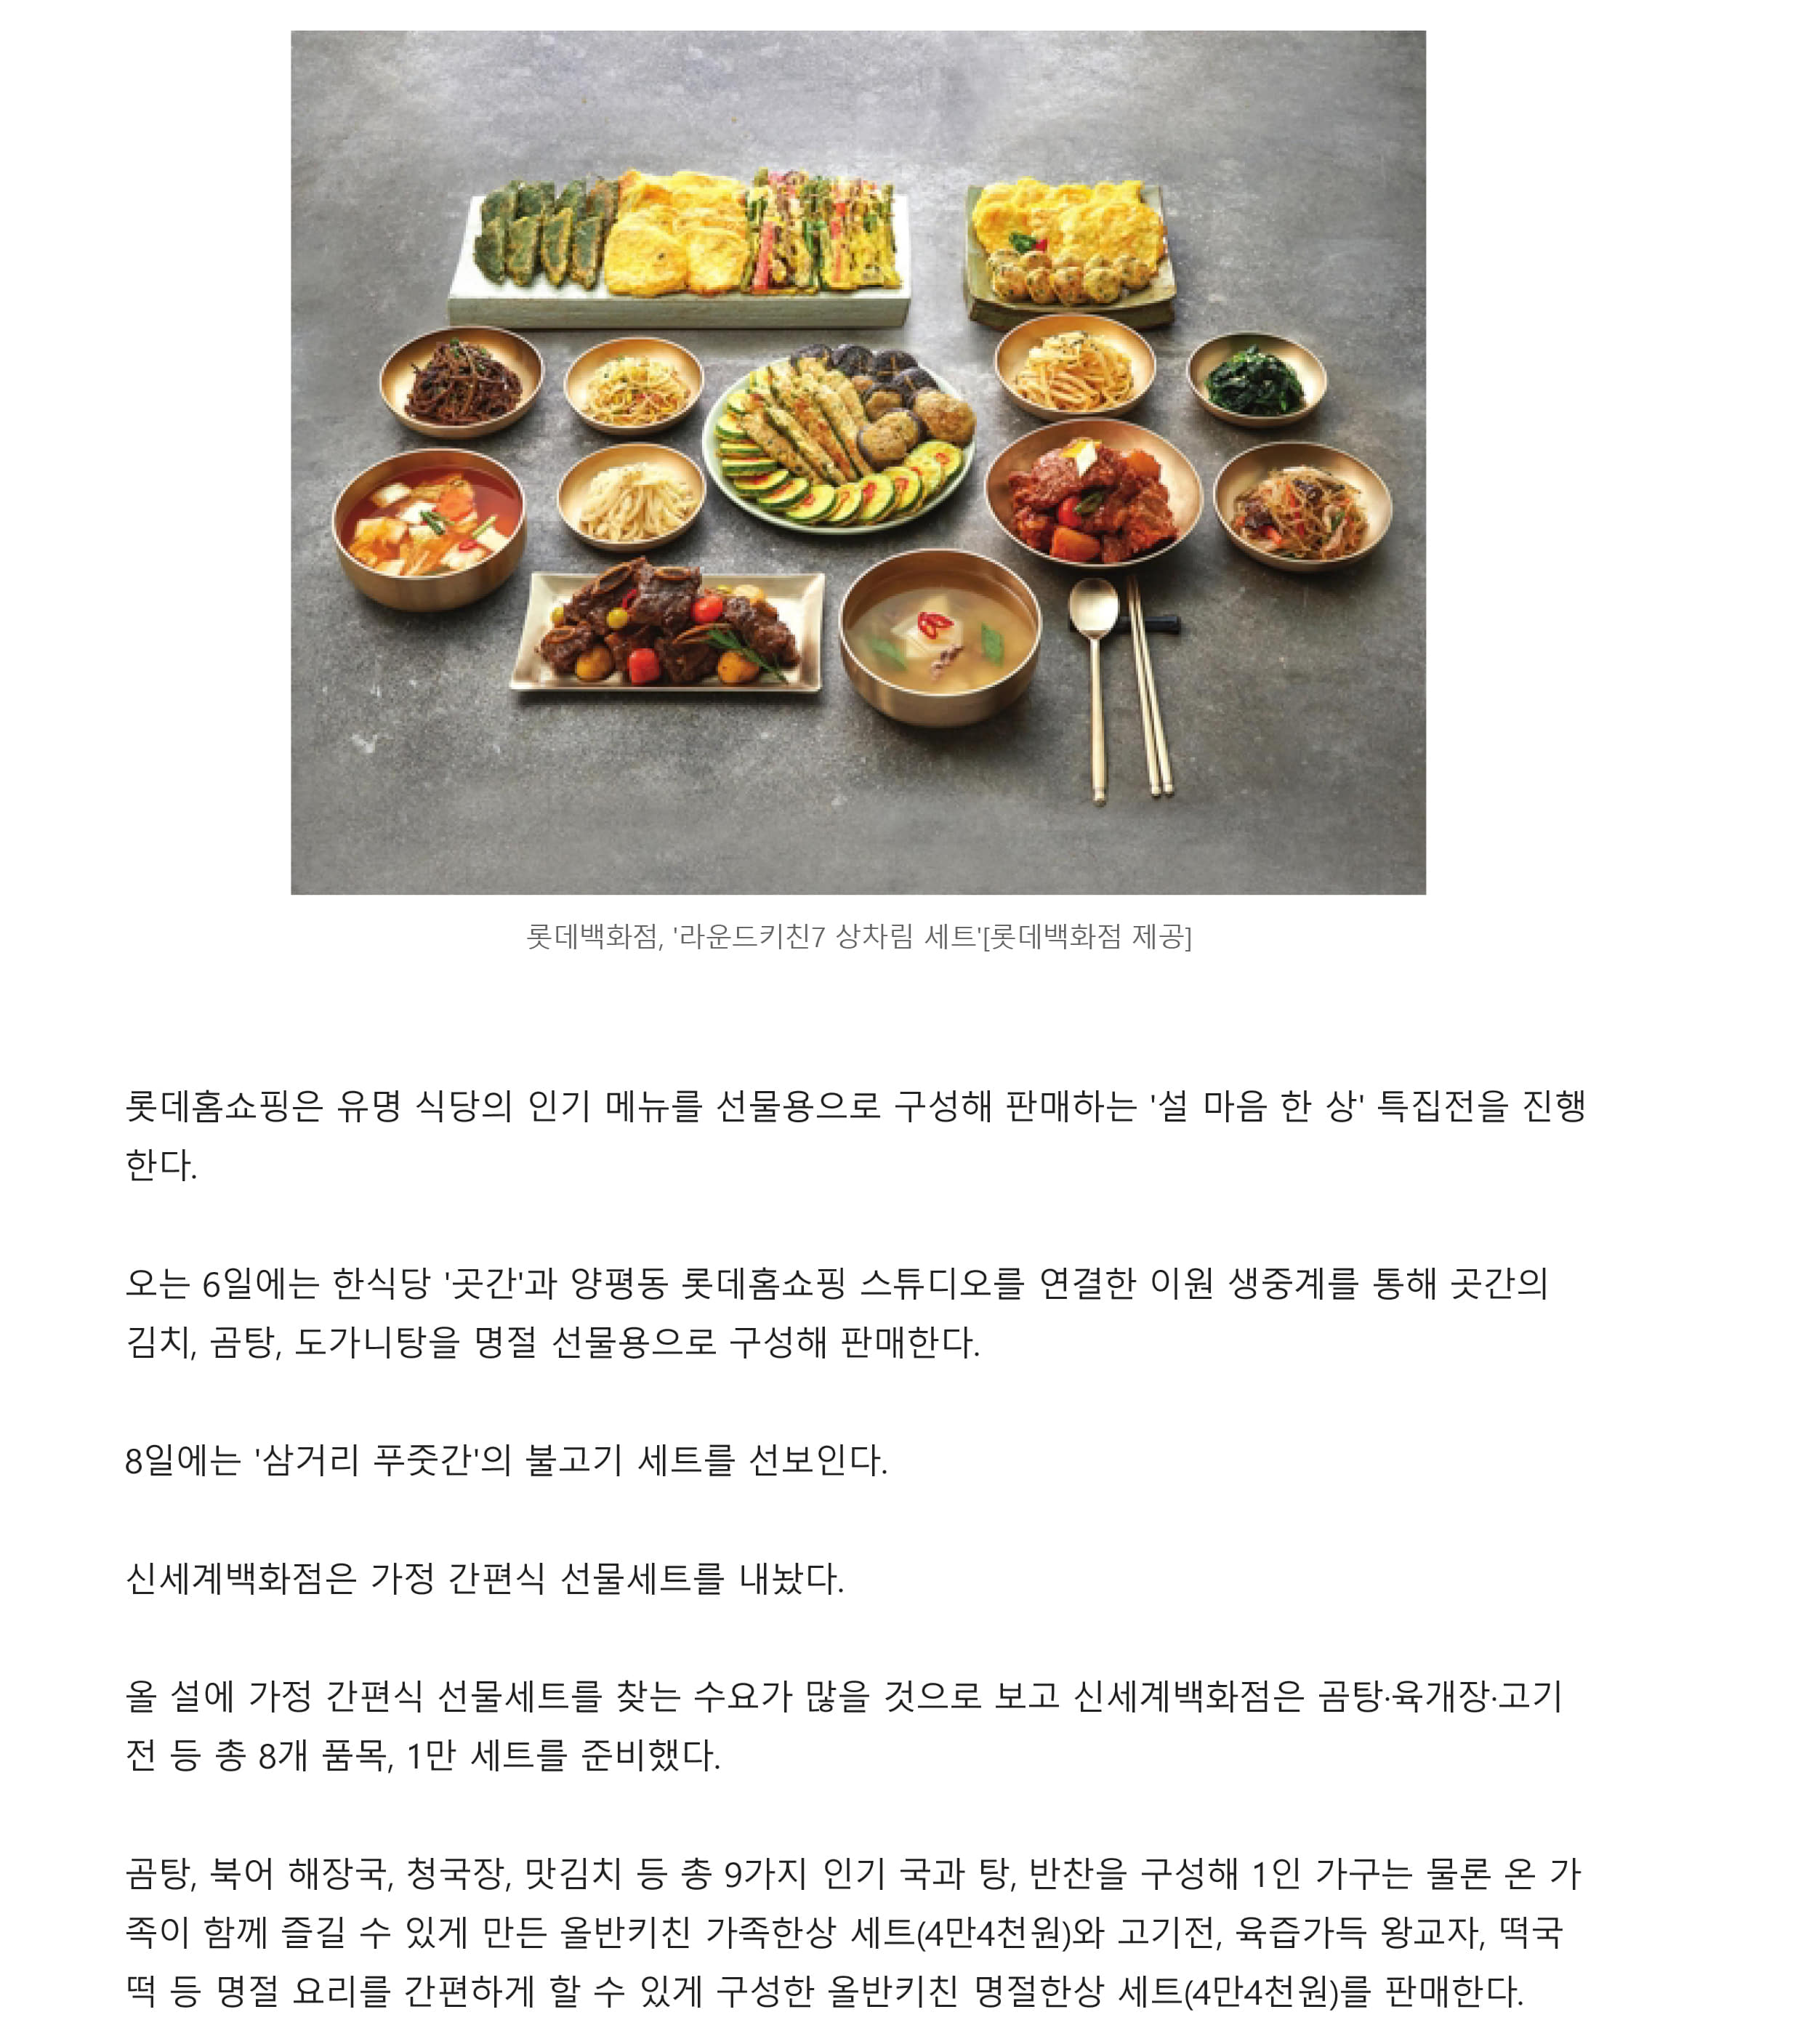 롯데백화점, '라운드키친7 상차림 세트'[롯데백화점 제공]
롯데홈쇼핑은 유명 식당의 인기 메뉴를 선물용으로 구성해 판매하는 '설 마음 한 상' 특집전을 진행
한다.
오는 6일에는 한식당 '곳간'과 양평동 롯데홈쇼핑 스튜디오를 연결한 이원 생중계를 통해 곳간의
김치, 곰탕, 도가니탕을 명절 선물용으로 구성해 판매한다.
8일에는 '삼거리 푸줏간'의 불고기 세트를 선보인다.
신세계백화점은 가정 간편식 선물세트를 내놨다.
올 설에 가정 간편식 선물세트를 찾는 수요가 많을 것으로 보고 신세계백화점은 곰탕·육개장·고기
전 등 총 8개 품목, 1만 세트를 준비했다.
곰탕, 북어 해장국, 청국장, 맛김치 등 총 9가지 인기 국과 탕, 반찬을 구성해 1인 가구는 물론 온 가
족이 함께 즐길 수 있게 만든 올반키친 가족한상 세트(4만4천원)와 고기전, 육즙가득 왕교자, 떡국
떡 등 명절 요리를 간편하게 할 수 있게 구성한 올반키친 명절한상 세트(4만4천원)를 판매한다.